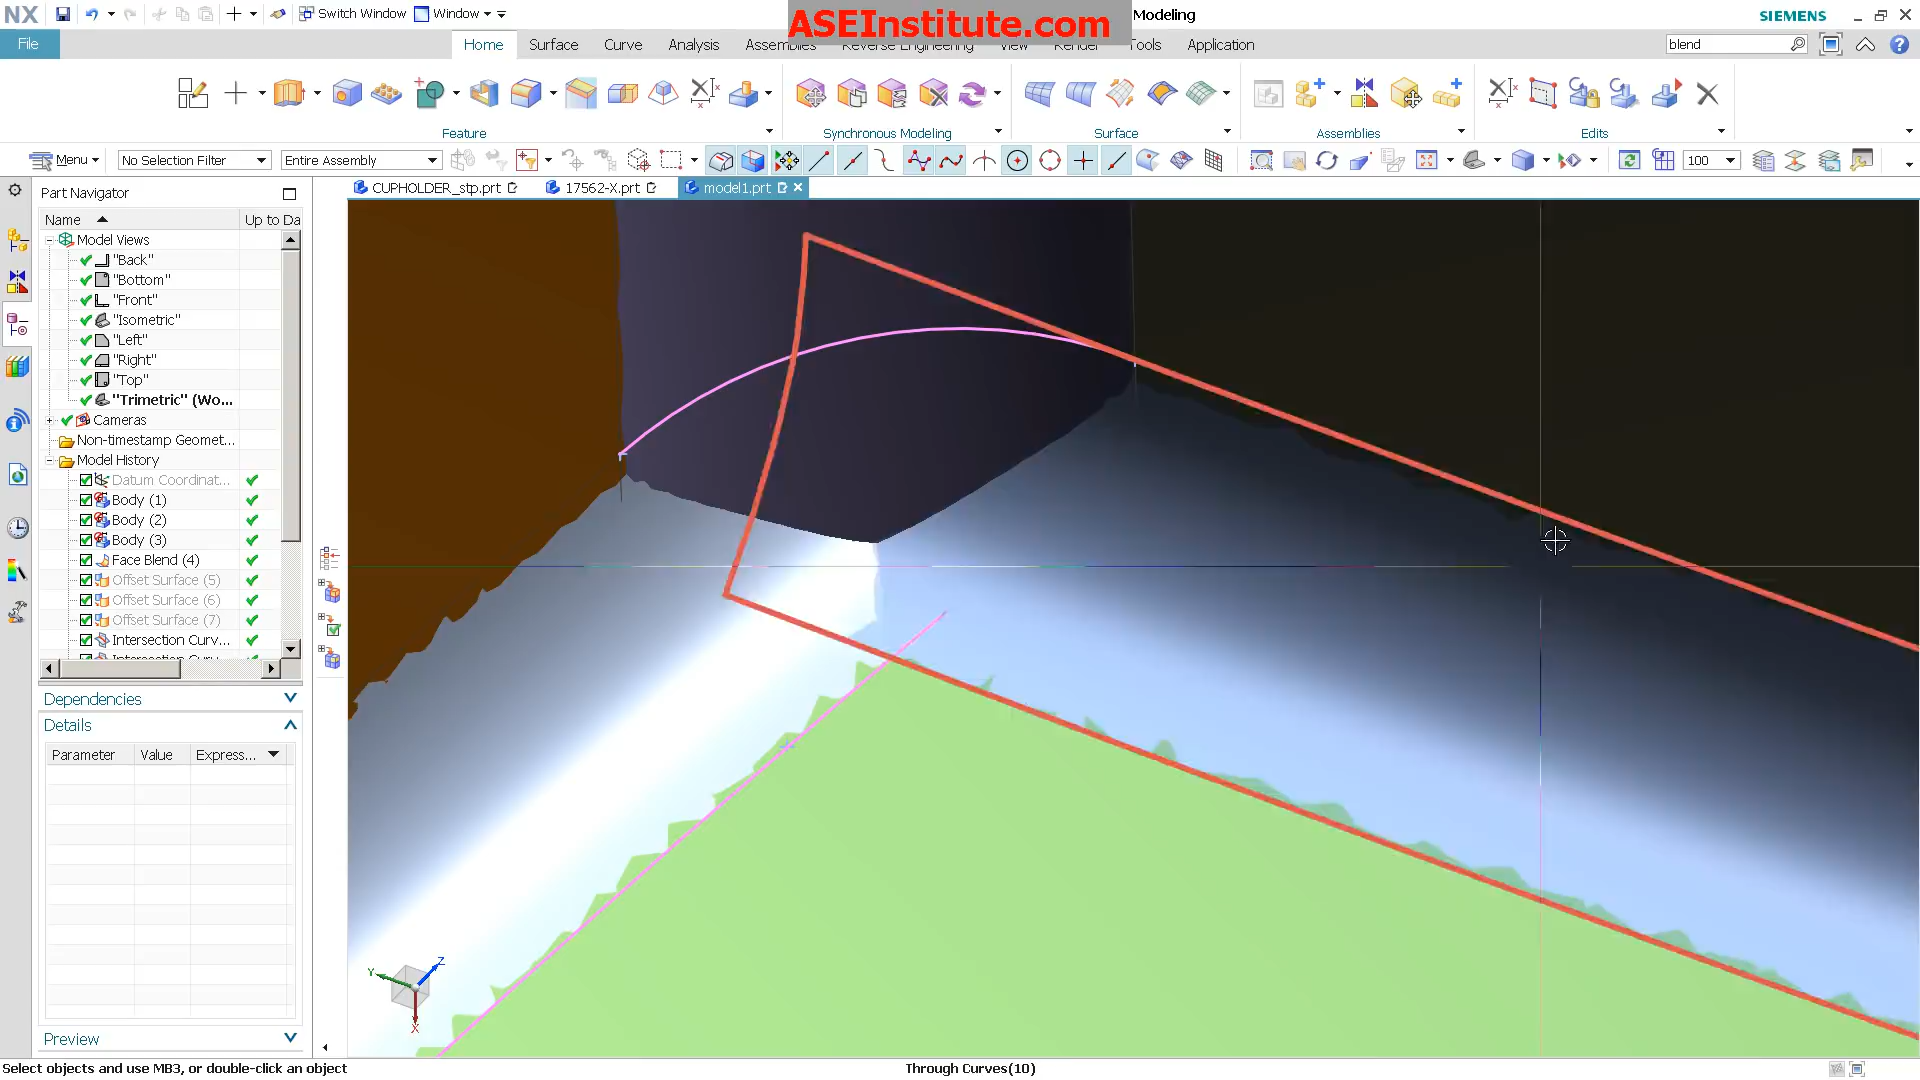 NX
Switch Window
Window
ASEInstitute.com
Modeling
SIEMENS
File
Home
Surface
Curve
Analysis
Assemblies
Reverse Engineering
View
Render
Tools
Application
blend
Feature
Synchronous Modeling
Surface
Assemblies
Edits
Menu
No Selection Filter
Entire Assembly
100
Part Navigator
CUPHOLDER_stp.prt
17562-X.prt
model1.prt
Name
Up to Da
Model Views
"Back"
"Bottom"
"Front"
"Isometric"
"Left"
"Right"
"Top"
"Trimetric" (Wo...
Cameras
Non-timestamp Geomet...
Model History
Datum Coordinat...
Body (1)
Body (2)
Body (3)
Face Blend (4)
Offset Surface (5)
Offset Surface (6)
Offset Surface (7)
Intersection Curv...
Dependencies
Details
Parameter
Value
Express...
Preview
Y
Z
X
Select objects and use MB3, or double-click an object
Through Curves(10)